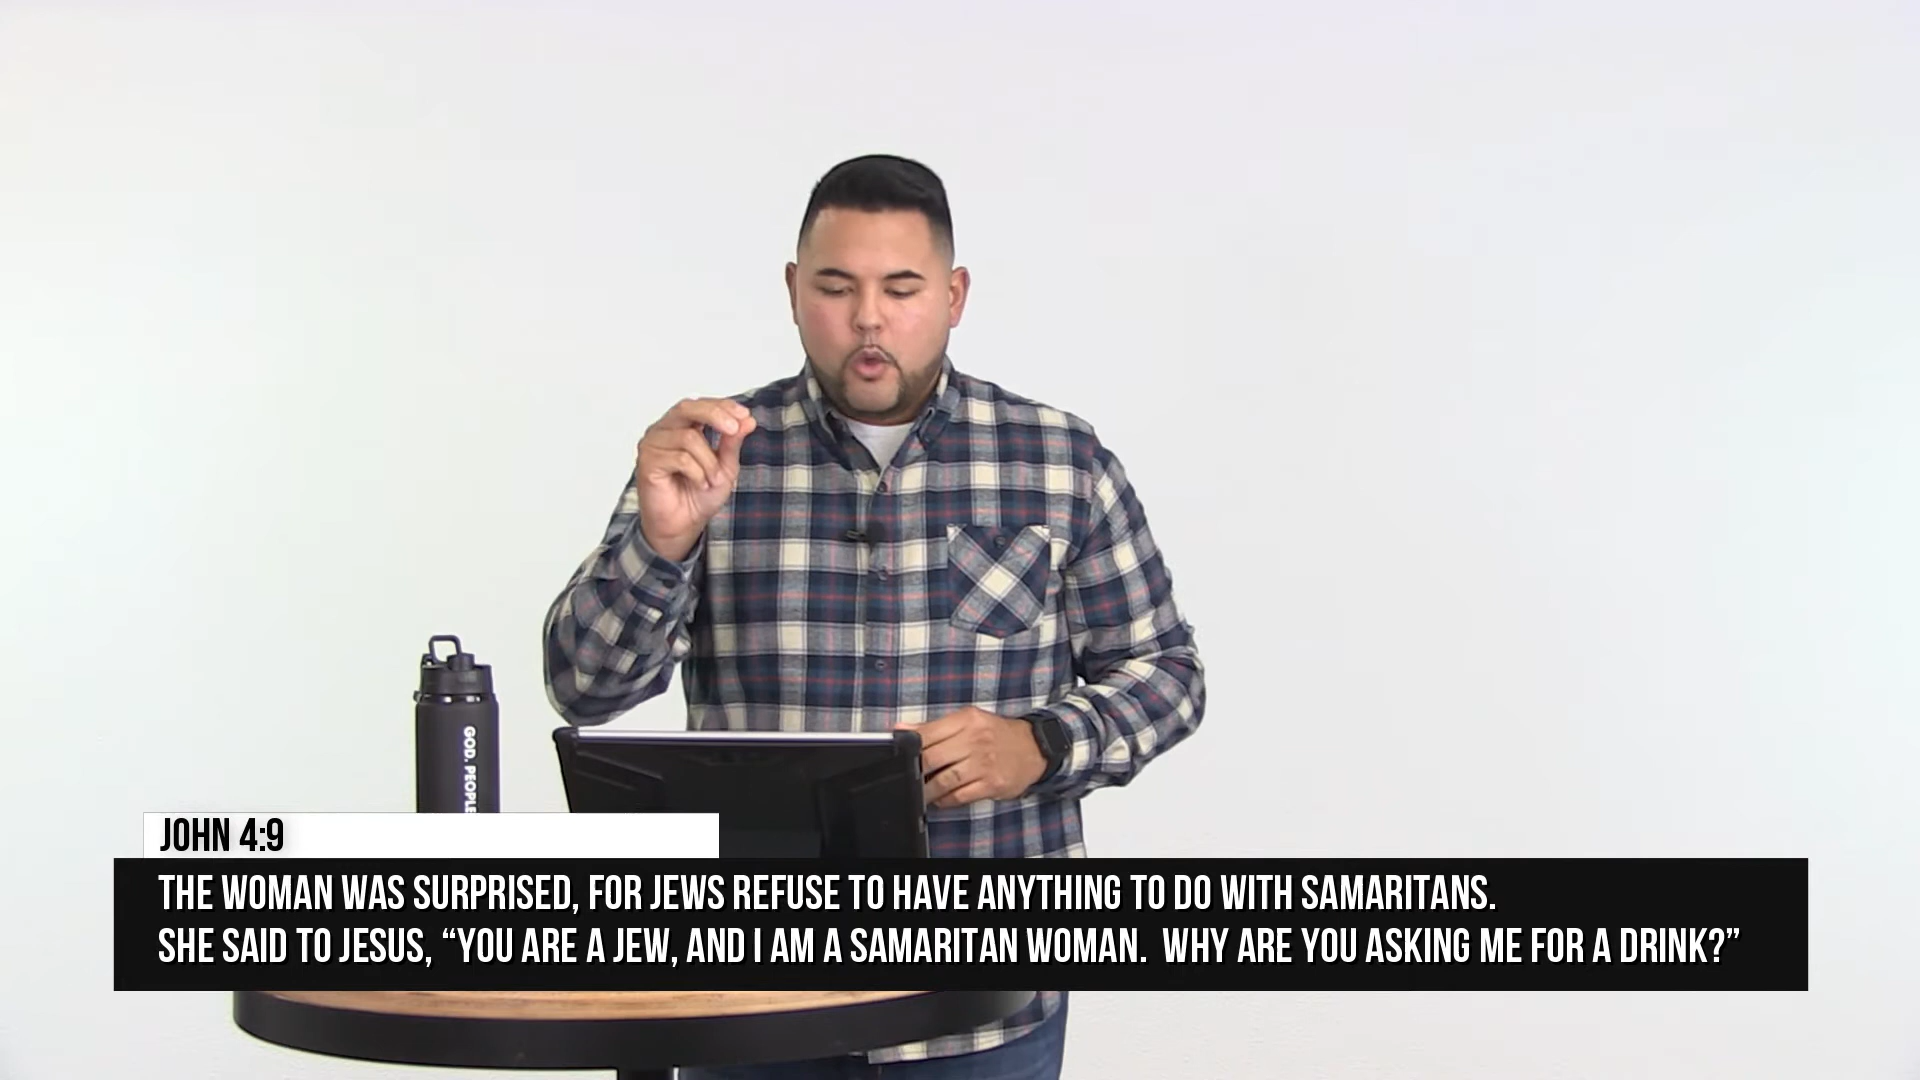 GOD. PEOPLE
JOHN 4:9
THE WOMAN WAS SURPRISED, FOR JEWS REFUSE TO HAVE ANYTHING TO DO WITH SAMARITANS.
SHE SAID TO JESUS, “YOU ARE A JEW, AND I AM A SAMARITAN WOMAN.  WHY ARE YOU ASKING ME FOR A DRINK?”